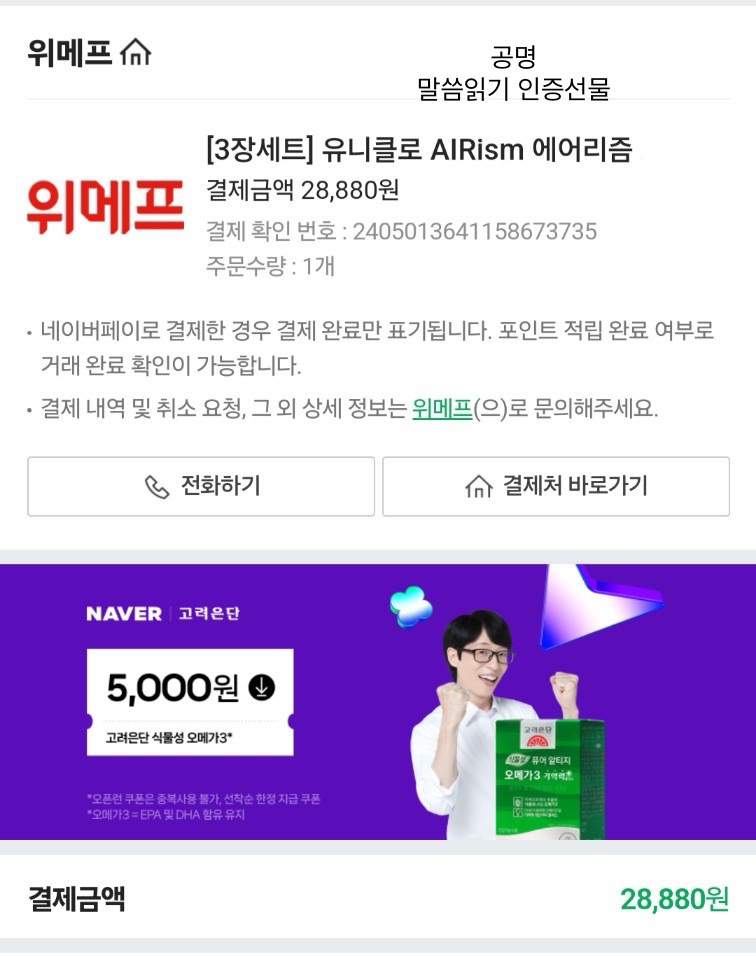 위메프
공명
말씀읽기 인증선물
위메프
[3장세트] 유니클로 AIRism 에어리즘
결제금액 28,880원
결제 확인 번호 : 2405013641158673735
주문수량 : 1개
· 네이버페이로 결제한 경우 결제 완료만 표기됩니다. 포인트 적립 완료 여부로
거래 완료 확인이 가능합니다.
· 결제 내역 및 취소 요청, 그 외 상세 정보는 위메프(으)로 문의해주세요.
전화하기
결제처 바로가기
NAVER | 고려은단
5,000원
고려은단 식물성 오메가3*
*오픈런 쿠폰은 중복사용 불가, 선착순 한정 지급 쿠폰
*오메가3 = EPA 및 DHA 함유 유지
고려은단
식물성 퓨어 알티지
오메가3
결제금액
28,880원